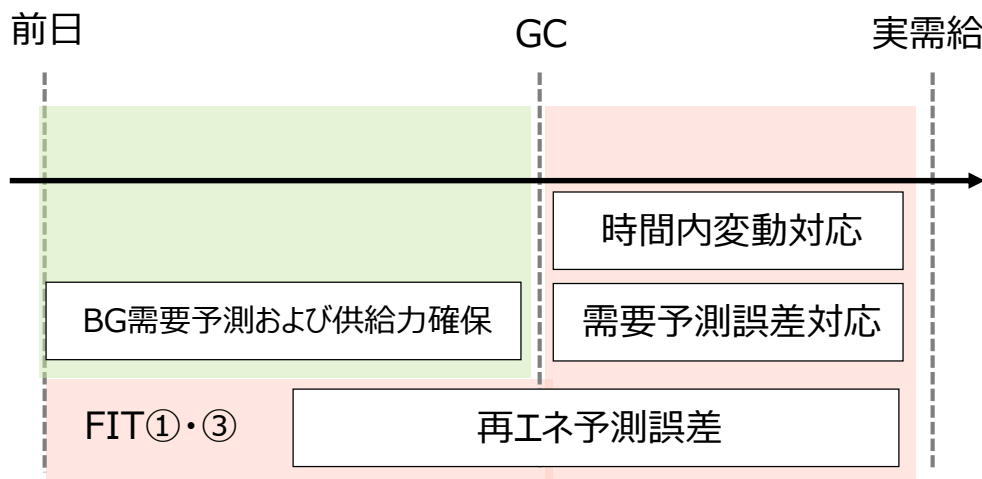 前日
GC
実需給
時間内変動対応
BG需要予測および供給力確保
需要予測誤差対応
FIT①・③
再エネ予測誤差